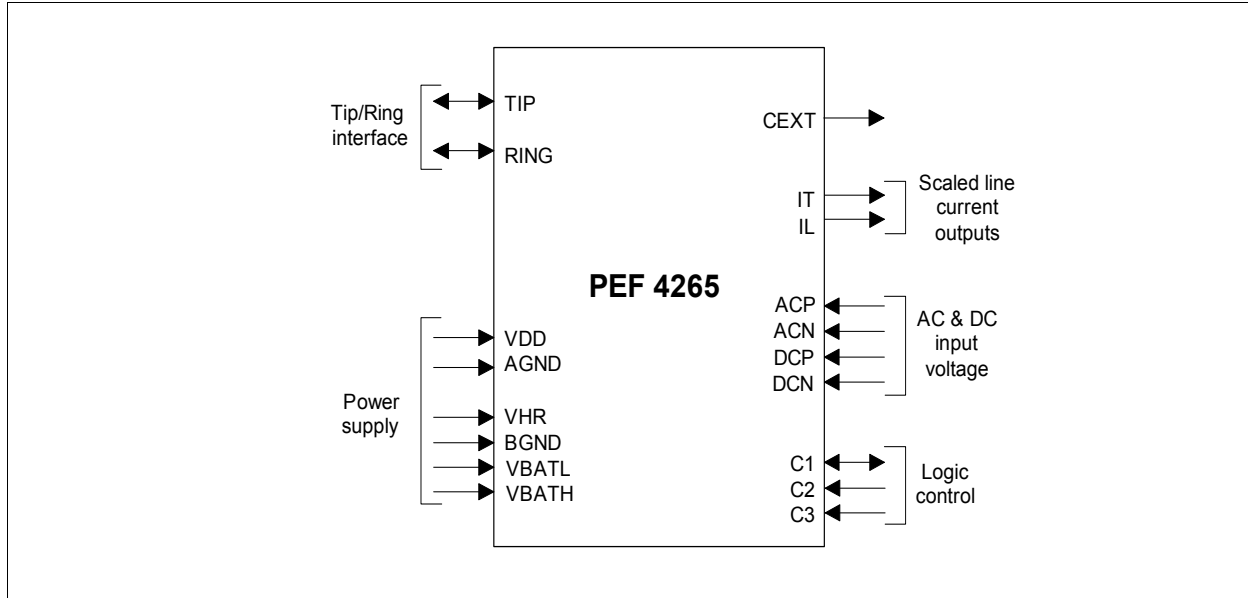 Tip/Ring
interface
TIP
RING
Power
supply
VDD
AGND
VHR
BGND
VBATL
VBATH
PEF 4265
CEXT
IT
IL
Scaled line
current
outputs
ACP
ACN
DCP
DCN
AC & DC
input
voltage
C1
C2
C3
Logic
control